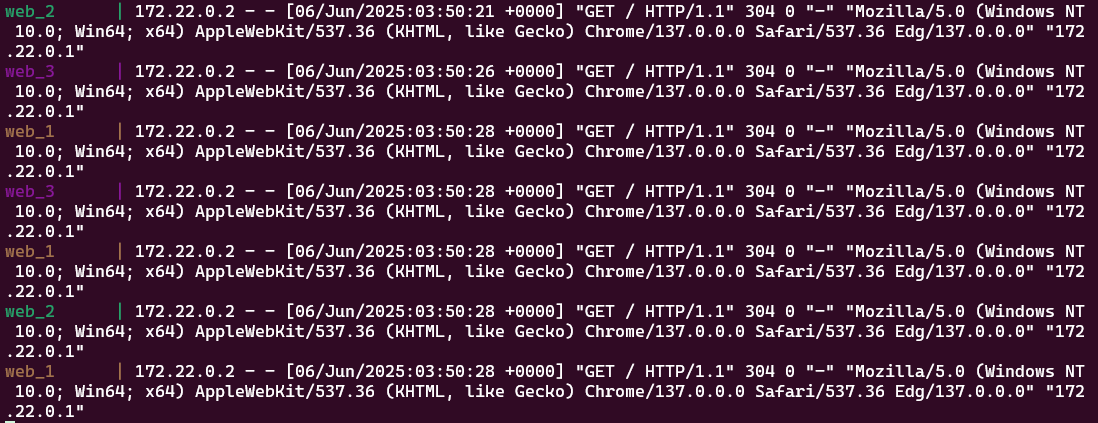 web_2      | 172.22.0.2 - - [06/Jun/2025:03:50:21 +0000] "GET / HTTP/1.1" 304 0 "-" "Mozilla/5.0 (Windows NT
 10.0; Win64; x64) AppleWebKit/537.36 (KHTML, like Gecko) Chrome/137.0.0.0 Safari/537.36 Edg/137.0.0.0" "172
.22.0.1"
web_3      | 172.22.0.2 - - [06/Jun/2025:03:50:26 +0000] "GET / HTTP/1.1" 304 0 "-" "Mozilla/5.0 (Windows NT
 10.0; Win64; x64) AppleWebKit/537.36 (KHTML, like Gecko) Chrome/137.0.0.0 Safari/537.36 Edg/137.0.0.0" "172
.22.0.1"
web_1      | 172.22.0.2 - - [06/Jun/2025:03:50:28 +0000] "GET / HTTP/1.1" 304 0 "-" "Mozilla/5.0 (Windows NT
 10.0; Win64; x64) AppleWebKit/537.36 (KHTML, like Gecko) Chrome/137.0.0.0 Safari/537.36 Edg/137.0.0.0" "172
.22.0.1"
web_3      | 172.22.0.2 - - [06/Jun/2025:03:50:28 +0000] "GET / HTTP/1.1" 304 0 "-" "Mozilla/5.0 (Windows NT
 10.0; Win64; x64) AppleWebKit/537.36 (KHTML, like Gecko) Chrome/137.0.0.0 Safari/537.36 Edg/137.0.0.0" "172
.22.0.1"
web_1      | 172.22.0.2 - - [06/Jun/2025:03:50:28 +0000] "GET / HTTP/1.1" 304 0 "-" "Mozilla/5.0 (Windows NT
 10.0; Win64; x64) AppleWebKit/537.36 (KHTML, like Gecko) Chrome/137.0.0.0 Safari/537.36 Edg/137.0.0.0" "172
.22.0.1"
web_2      | 172.22.0.2 - - [06/Jun/2025:03:50:28 +0000] "GET / HTTP/1.1" 304 0 "-" "Mozilla/5.0 (Windows NT
 10.0; Win64; x64) AppleWebKit/537.36 (KHTML, like Gecko) Chrome/137.0.0.0 Safari/537.36 Edg/137.0.0.0" "172
.22.0.1"
web_1      | 172.22.0.2 - - [06/Jun/2025:03:50:28 +0000] "GET / HTTP/1.1" 304 0 "-" "Mozilla/5.0 (Windows NT
 10.0; Win64; x64) AppleWebKit/537.36 (KHTML, like Gecko) Chrome/137.0.0.0 Safari/537.36 Edg/137.0.0.0" "172
.22.0.1"